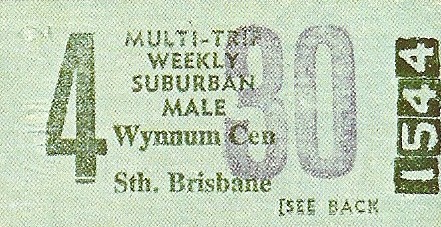 4
30
MULTI-TRIP
WEEKLY
SUBURBAN
MALE
Wynnum Cen
Sth. Brisbane
[SEE BACK
1544